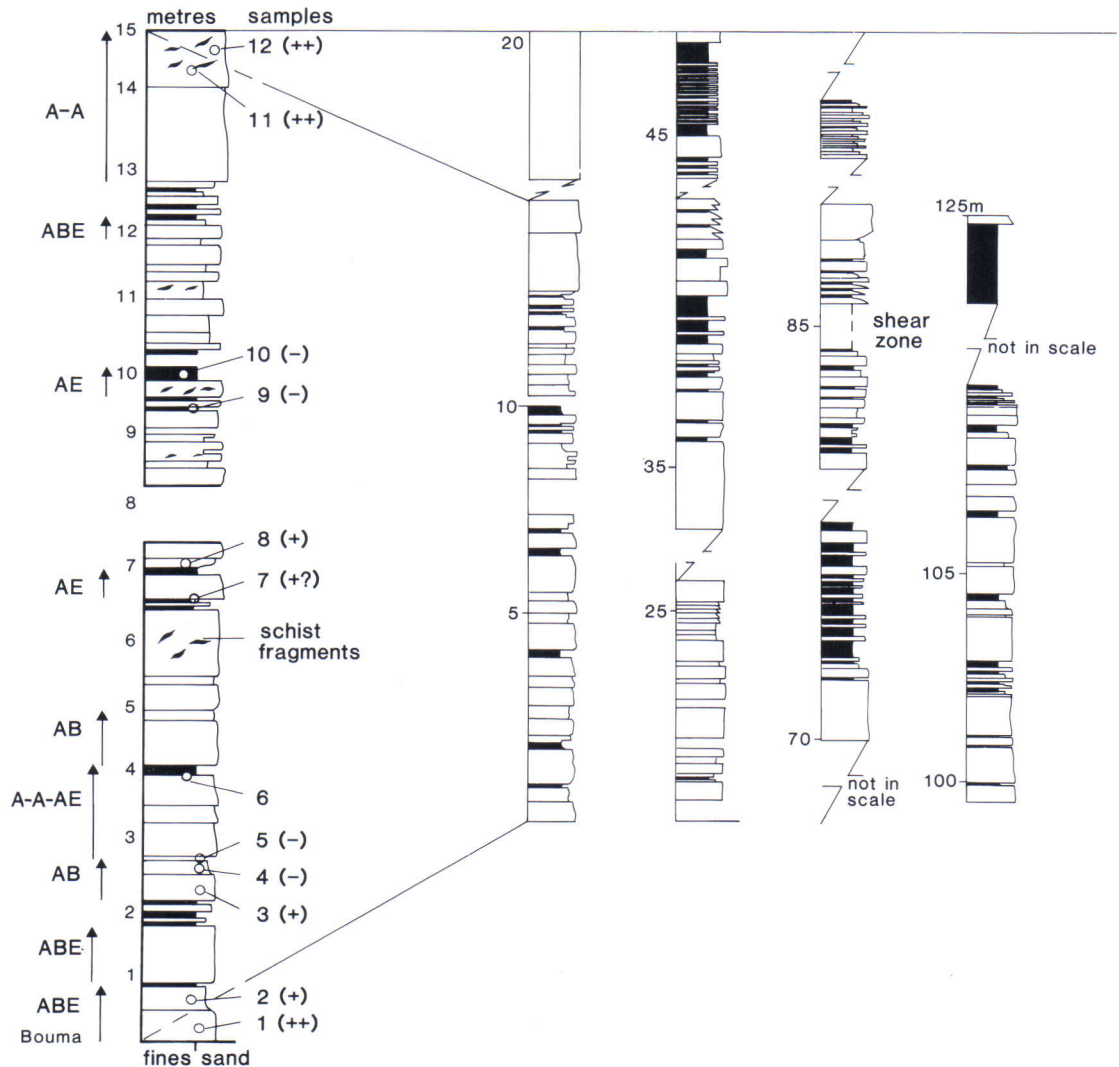 metres samples
15
12 (++)
14
11 (++)
A-A
13
ABE
12
11
10 (-)
10
AE
9 (-)
9
8
8 (+)
7
7 (+?)
AE
6
schist
fragments
5
AB
4
A-A-AE
6
3
5 (-)
4 (-)
AB
3 (+)
2
ABE
1
2 (+)
ABE
1 (++)
Bouma
fines sand
20
10
5
45
35
25
85
shear
zone
70
not in
scale
125m
not in scale
105
100